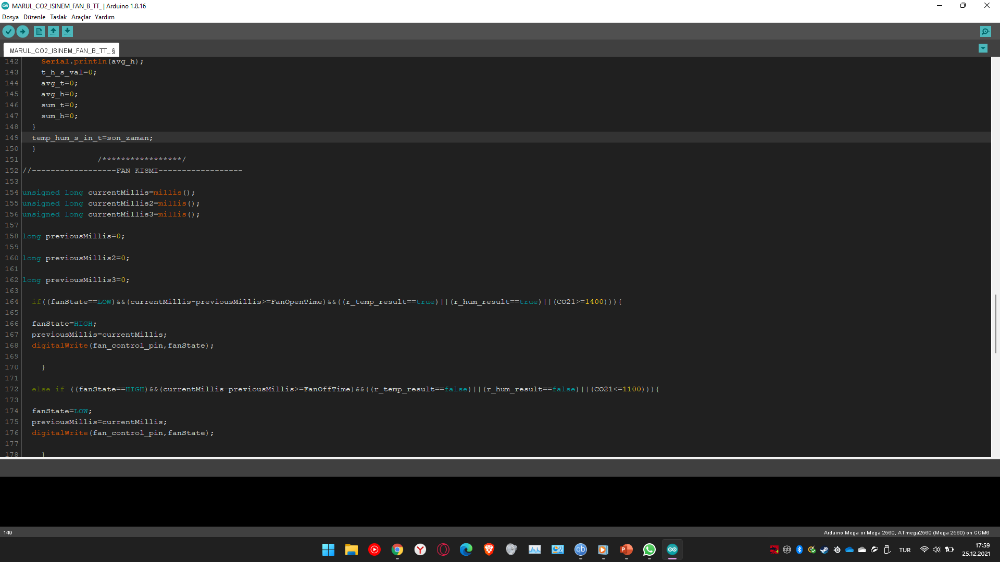 MARUL_CO2_ISINEM_FAN_B_TT_ | Arduino 1.8.16
Dosya Düzenle Taslak Araçlar Yardım
MARUL_CO2_ISINEM_FAN_B_TT_ §
142 Serial.println(avg_h);
143 t_h_s_val=0;
144 avg_t=0;
145 avg_h=0;
146 sum_t=0;
147 sum_h=0;
148 }
149 temp_hum_s_in_t=son_zaman;
150 }
151 /*****************/
152 //------------------FAN KISMI------------------
153
154 unsigned long currentMillis=millis();
155 unsigned long currentMillis2=millis();
156 unsigned long currentMillis3=millis();
157
158 long previousMillis=0;
159
160 long previousMillis2=0;
161
162 long previousMillis3=0;
163
164 if((fanState==LOW)&&(currentMillis-previousMillis>=FanOpenTime)&&((r_temp_result==true)||(r_hum_result==true)||(CO21>=1400))){
165
166 fanState=HIGH;
167 previousMillis=currentMillis;
168 digitalWrite(fan_control_pin,fanState);
169
170 }
171
172 else if ((fanState==HIGH)&&(currentMillis-previousMillis>=FanOffTime)&&((r_temp_result==false)||(r_hum_result==false)||(CO21<=1100))){
173
174 fanState=LOW;
175 previousMillis=currentMillis;
176 digitalWrite(fan_control_pin,fanState);
177
178 }
149
Arduino Mega or Mega 2560, ATmega2560 (Mega 2560) on COM6
TUR
17:59
25.12.2021